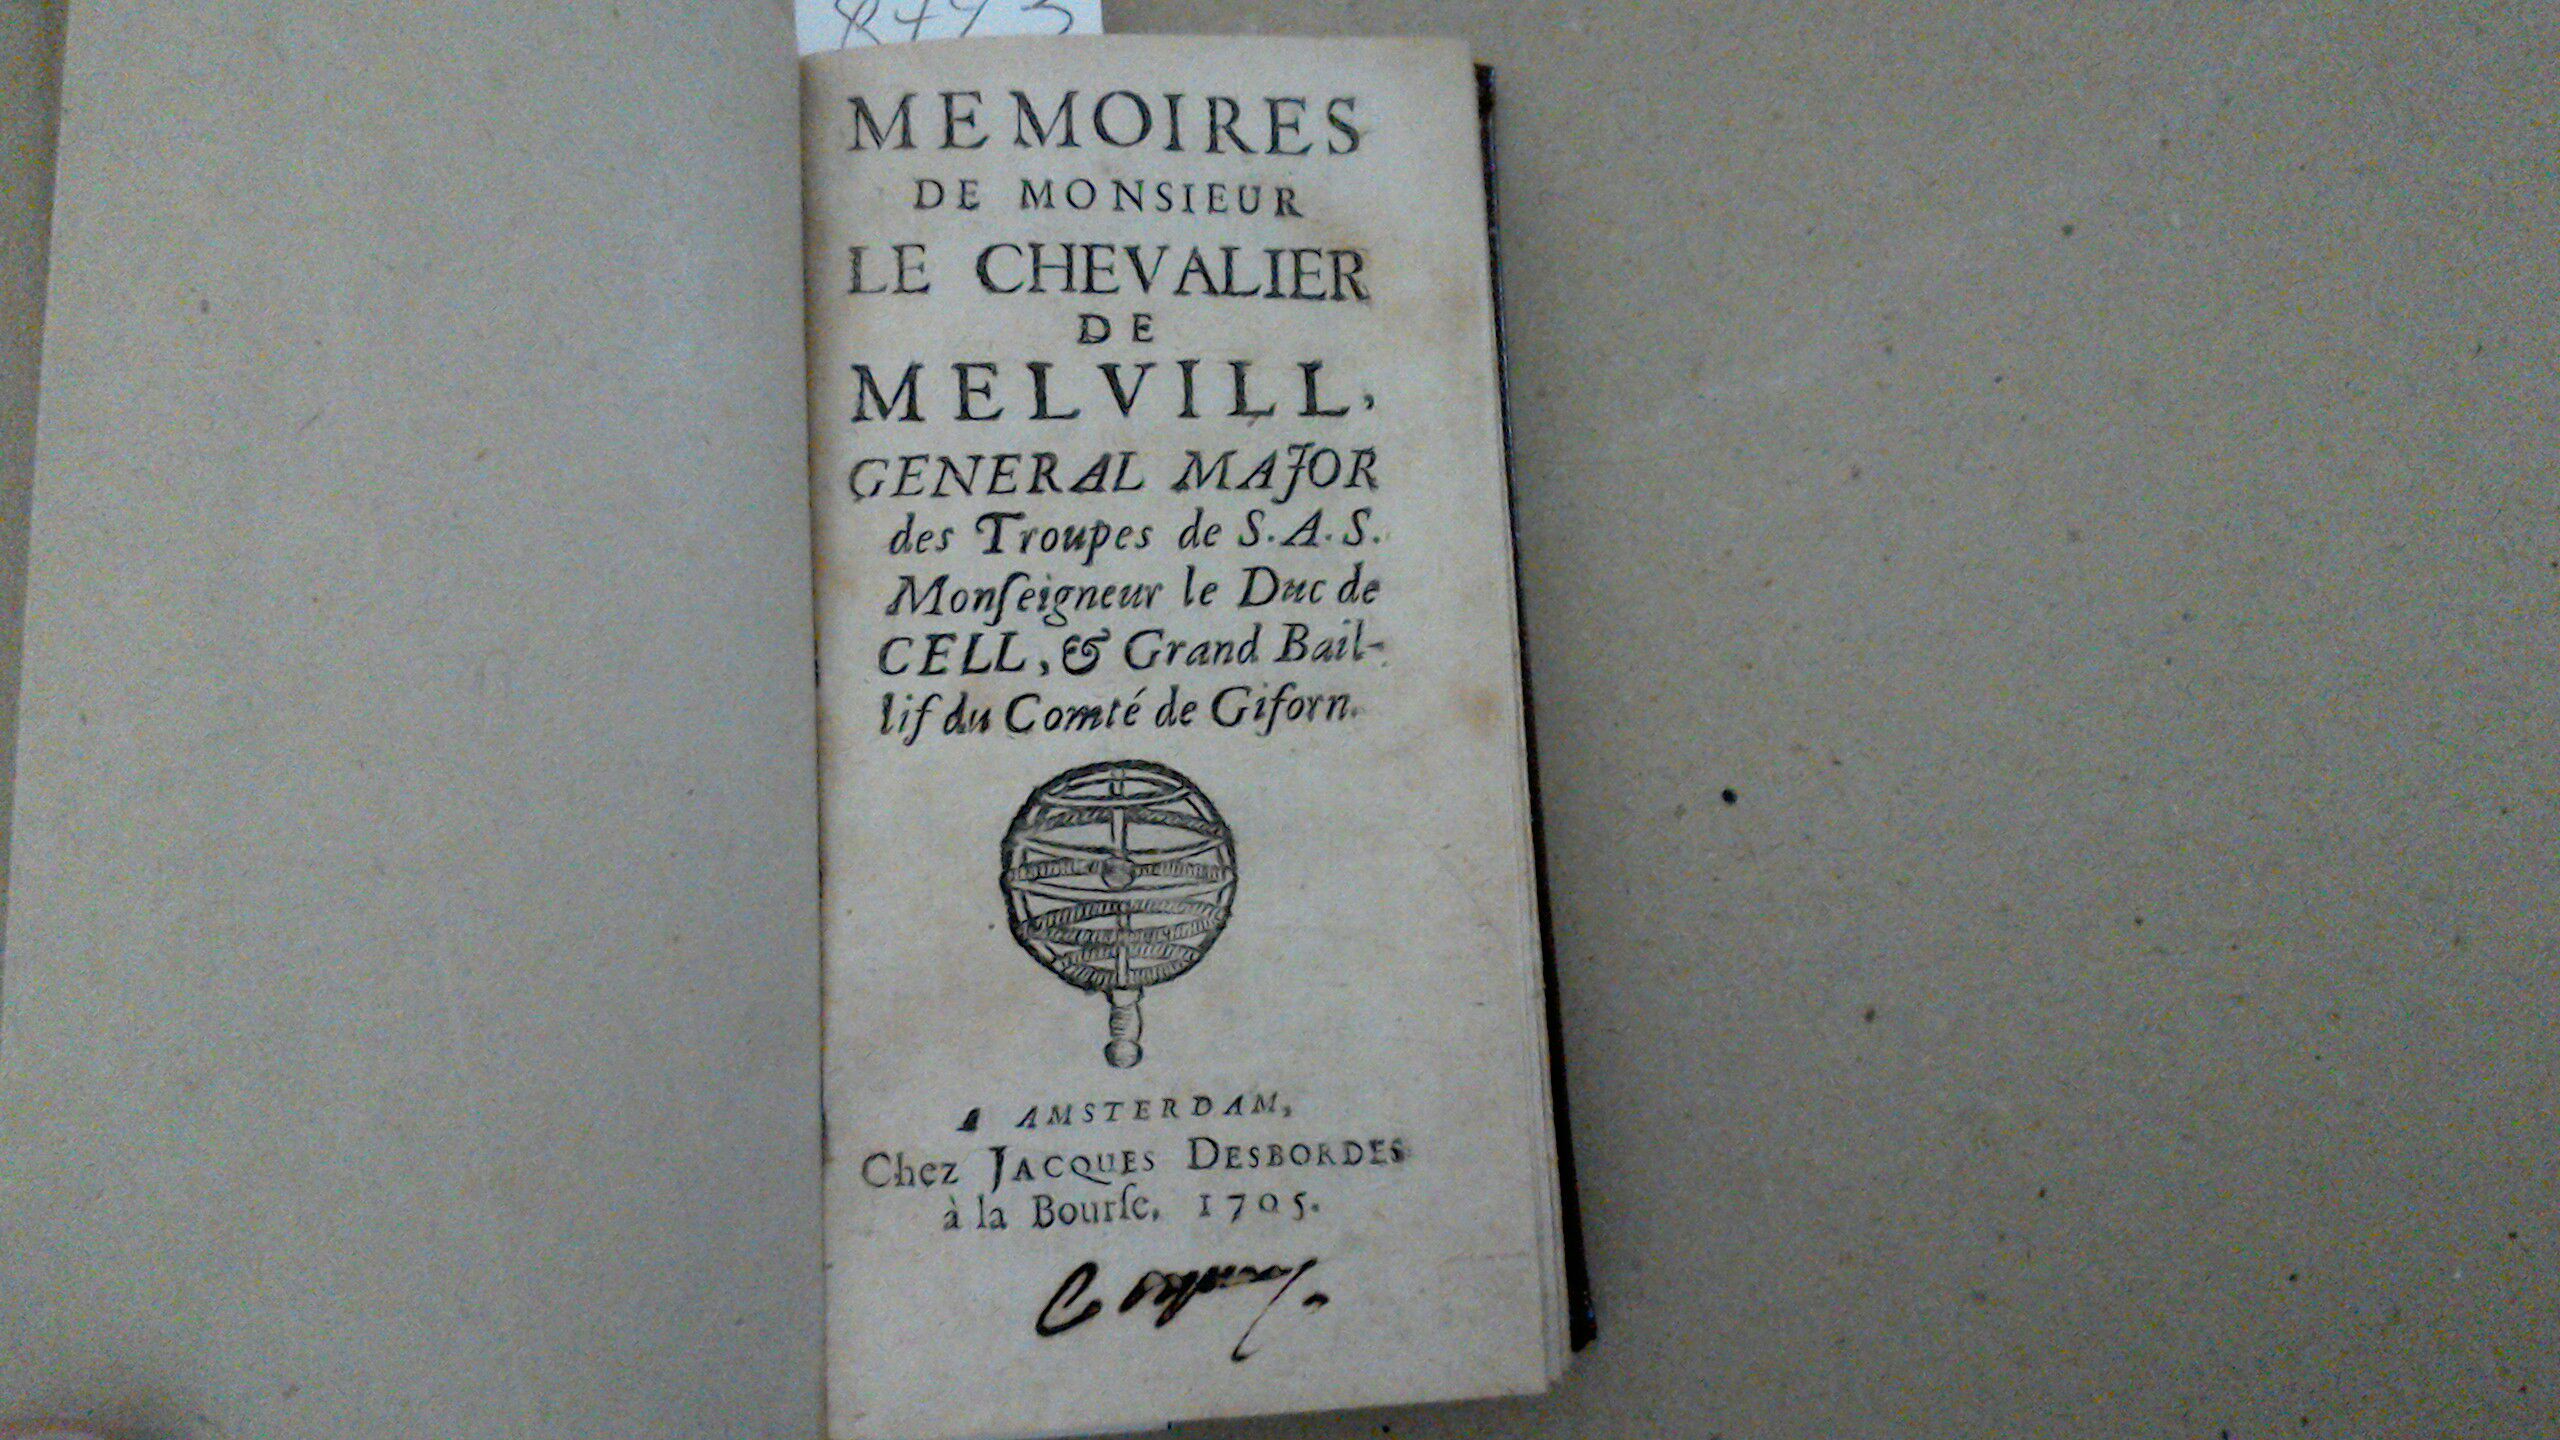 MEMOIRES
DE MONSIEUR
LE CHEVALIER
DE
MELVILL,
GENERAL MAJOR
des Troupes de S.A.S.
Monſeigneur le Duc de
CELL, & Grand Bail-
lif du Comté de Giforn.
A AMSTERDAM,
Chez JACQUES DESBORDES
à la Bourſe, 1705.